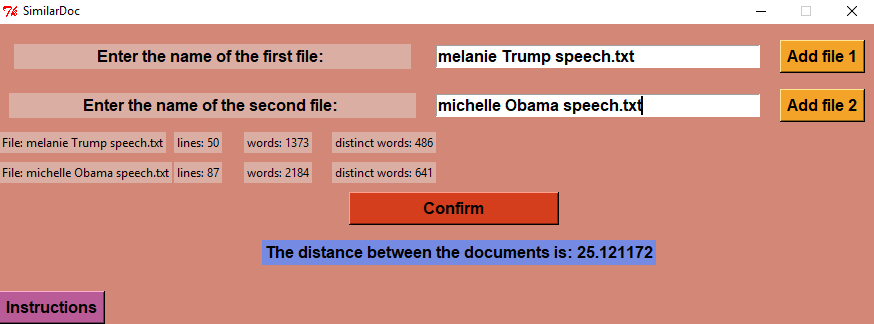 SimilarDoc
Enter the name of the first file: melanie Trump speech.txt Add file 1
Enter the name of the second file: michelle Obama speech.txt Add file 2
File: melanie Trump speech.txt lines: 50 words: 1373 distinct words: 486
File: michelle Obama speech.txt lines: 87 words: 2184 distinct words: 641
Confirm
The distance between the documents is: 25.121172
Instructions